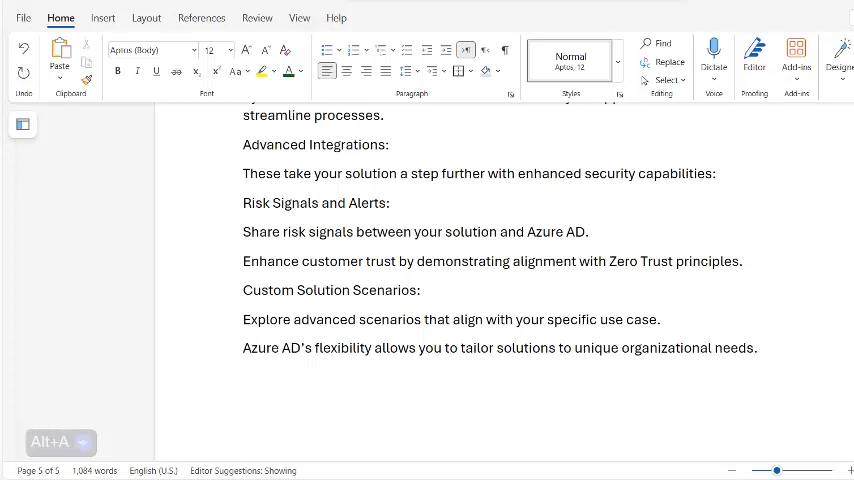 File Home Insert Layout References Review View Help
Aptos (Body) 12 Normal Aptos, 12 Find Replace Select
Paste Dictate Editor Add-ins Designe
B I U ab x₂ x² Aa A
Undo Clipboard Font Paragraph Styles Editing Voice Proofing Add-ins
streamline processes.
Advanced Integrations:
These take your solution a step further with enhanced security capabilities:
Risk Signals and Alerts:
Share risk signals between your solution and Azure AD.
Enhance customer trust by demonstrating alignment with Zero Trust principles.
Custom Solution Scenarios:
Explore advanced scenarios that align with your specific use case.
Azure AD’s flexibility allows you to tailor solutions to unique organizational needs.
Alt+A
Page 5 of 5 1,084 words English (U.S.) Editor Suggestions: Showing